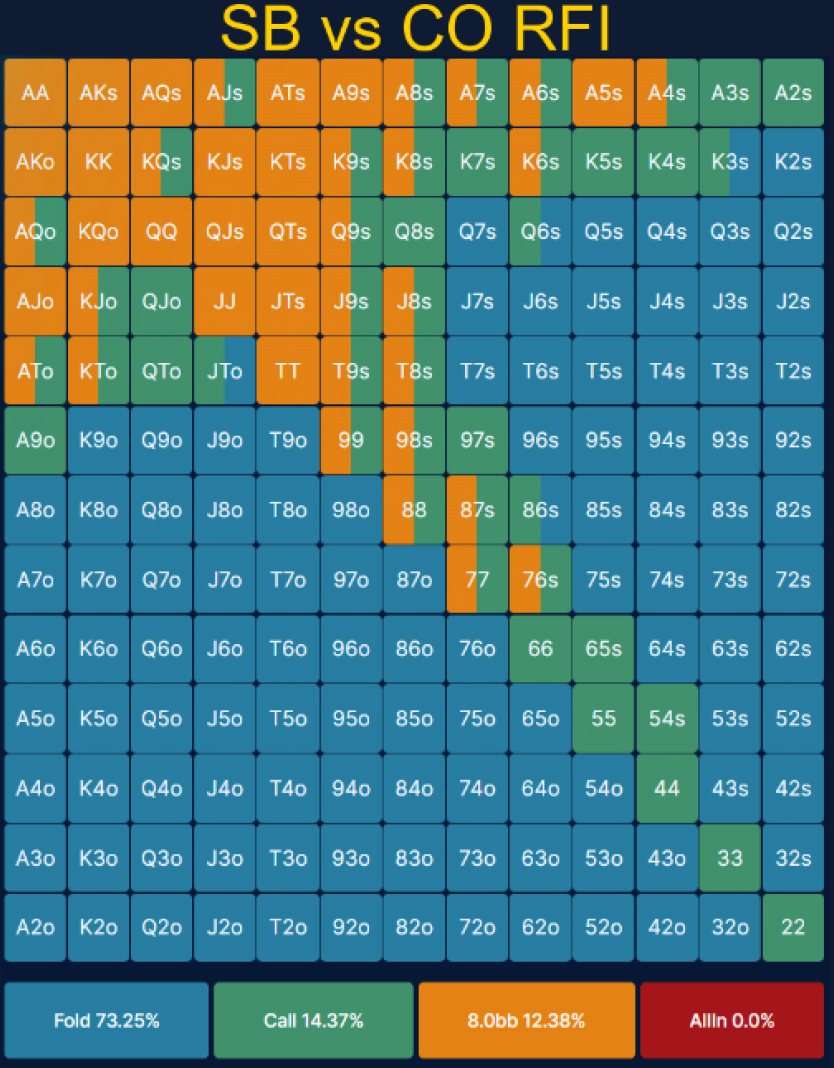 SB vs CO RFI
AA AKs AQs AJs ATs A9s A8s A7s A6s A5s A4s A3s A2s
AKo KK KQs KJs KTs K9s K8s K7s K6s K5s K4s K3s K2s
AQo KQo QQ QJs QTs Q9s Q8s Q7s Q6s Q5s Q4s Q3s Q2s
AJo KJo QJo JJ JTs J9s J8s J7s J6s J5s J4s J3s J2s
ATo KTo QTo JTo TT T9s T8s T7s T6s T5s T4s T3s T2s
A9o K9o Q9o J9o T9o 99 98s 97s 96s 95s 94s 93s 92s
A8o K8o Q8o J8o T8o 98o 88 87s 86s 85s 84s 83s 82s
A7o K7o Q7o J7o T7o 97o 87o 77 76s 75s 74s 73s 72s
A6o K6o Q6o J6o T6o 96o 86o 76o 66 65s 64s 63s 62s
A5o K5o Q5o J5o T5o 95o 85o 75o 65o 55 54s 53s 52s
A4o K4o Q4o J4o T4o 94o 84o 74o 64o 54o 44 43s 42s
A3o K3o Q3o J3o T3o 93o 83o 73o 63o 53o 43o 33 32s
A2o K2o Q2o J2o T2o 92o 82o 72o 62o 52o 42o 32o 22
Fold 73.25% Call 14.37% 8.0bb 12.38% AllIn 0.0%